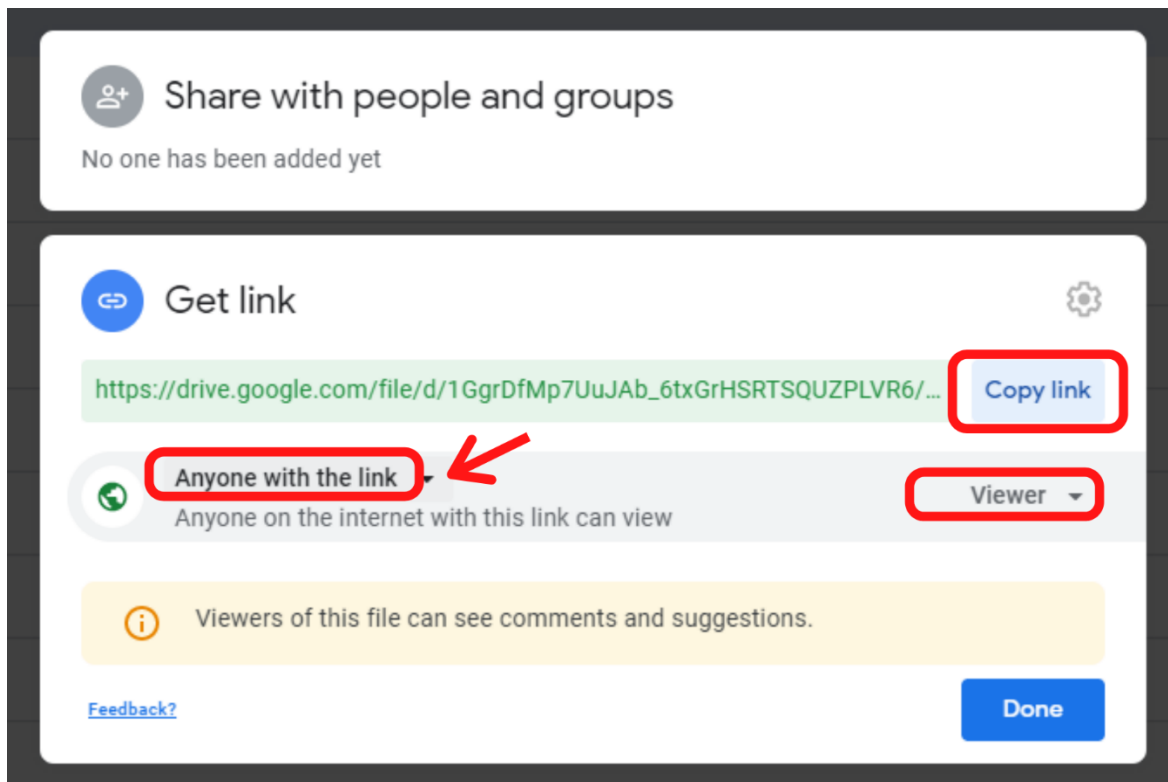 Share with people and groups
No one has been added yet
Get link
https://drive.google.com/file/d/1GgrDfMp7UuJAb_6txGrHSRTSQUZPLVR6/...
Copy link
Anyone with the link
Viewer
Anyone on the internet with this link can view
Viewers of this file can see comments and suggestions.
Feedback?
Done